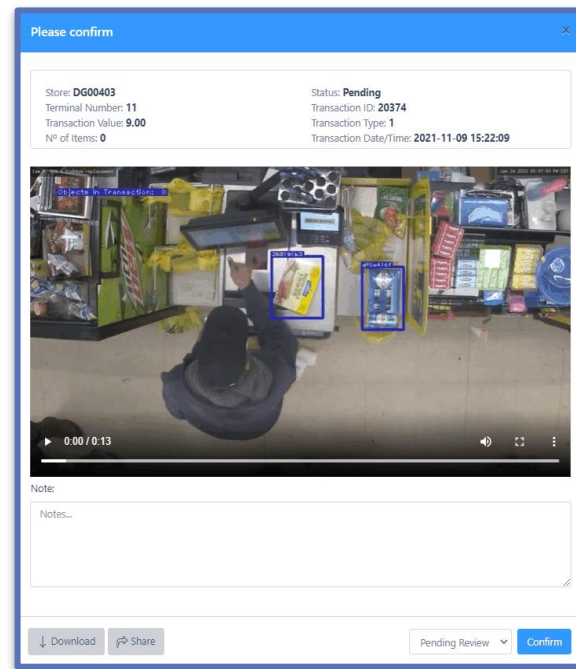 Please confirm
×
Store: DG00403
Terminal Number: 11
Transaction Value: 9.00
Nº of Items: 0
Status: Pending
Transaction ID: 20374
Transaction Type: 1
Transaction Date/Time: 2021-11-09 15:22:09
Objects in Transaction: 0
0:00 / 0:13
Note:
Notes...
Download
Share
Pending Review
Confirm